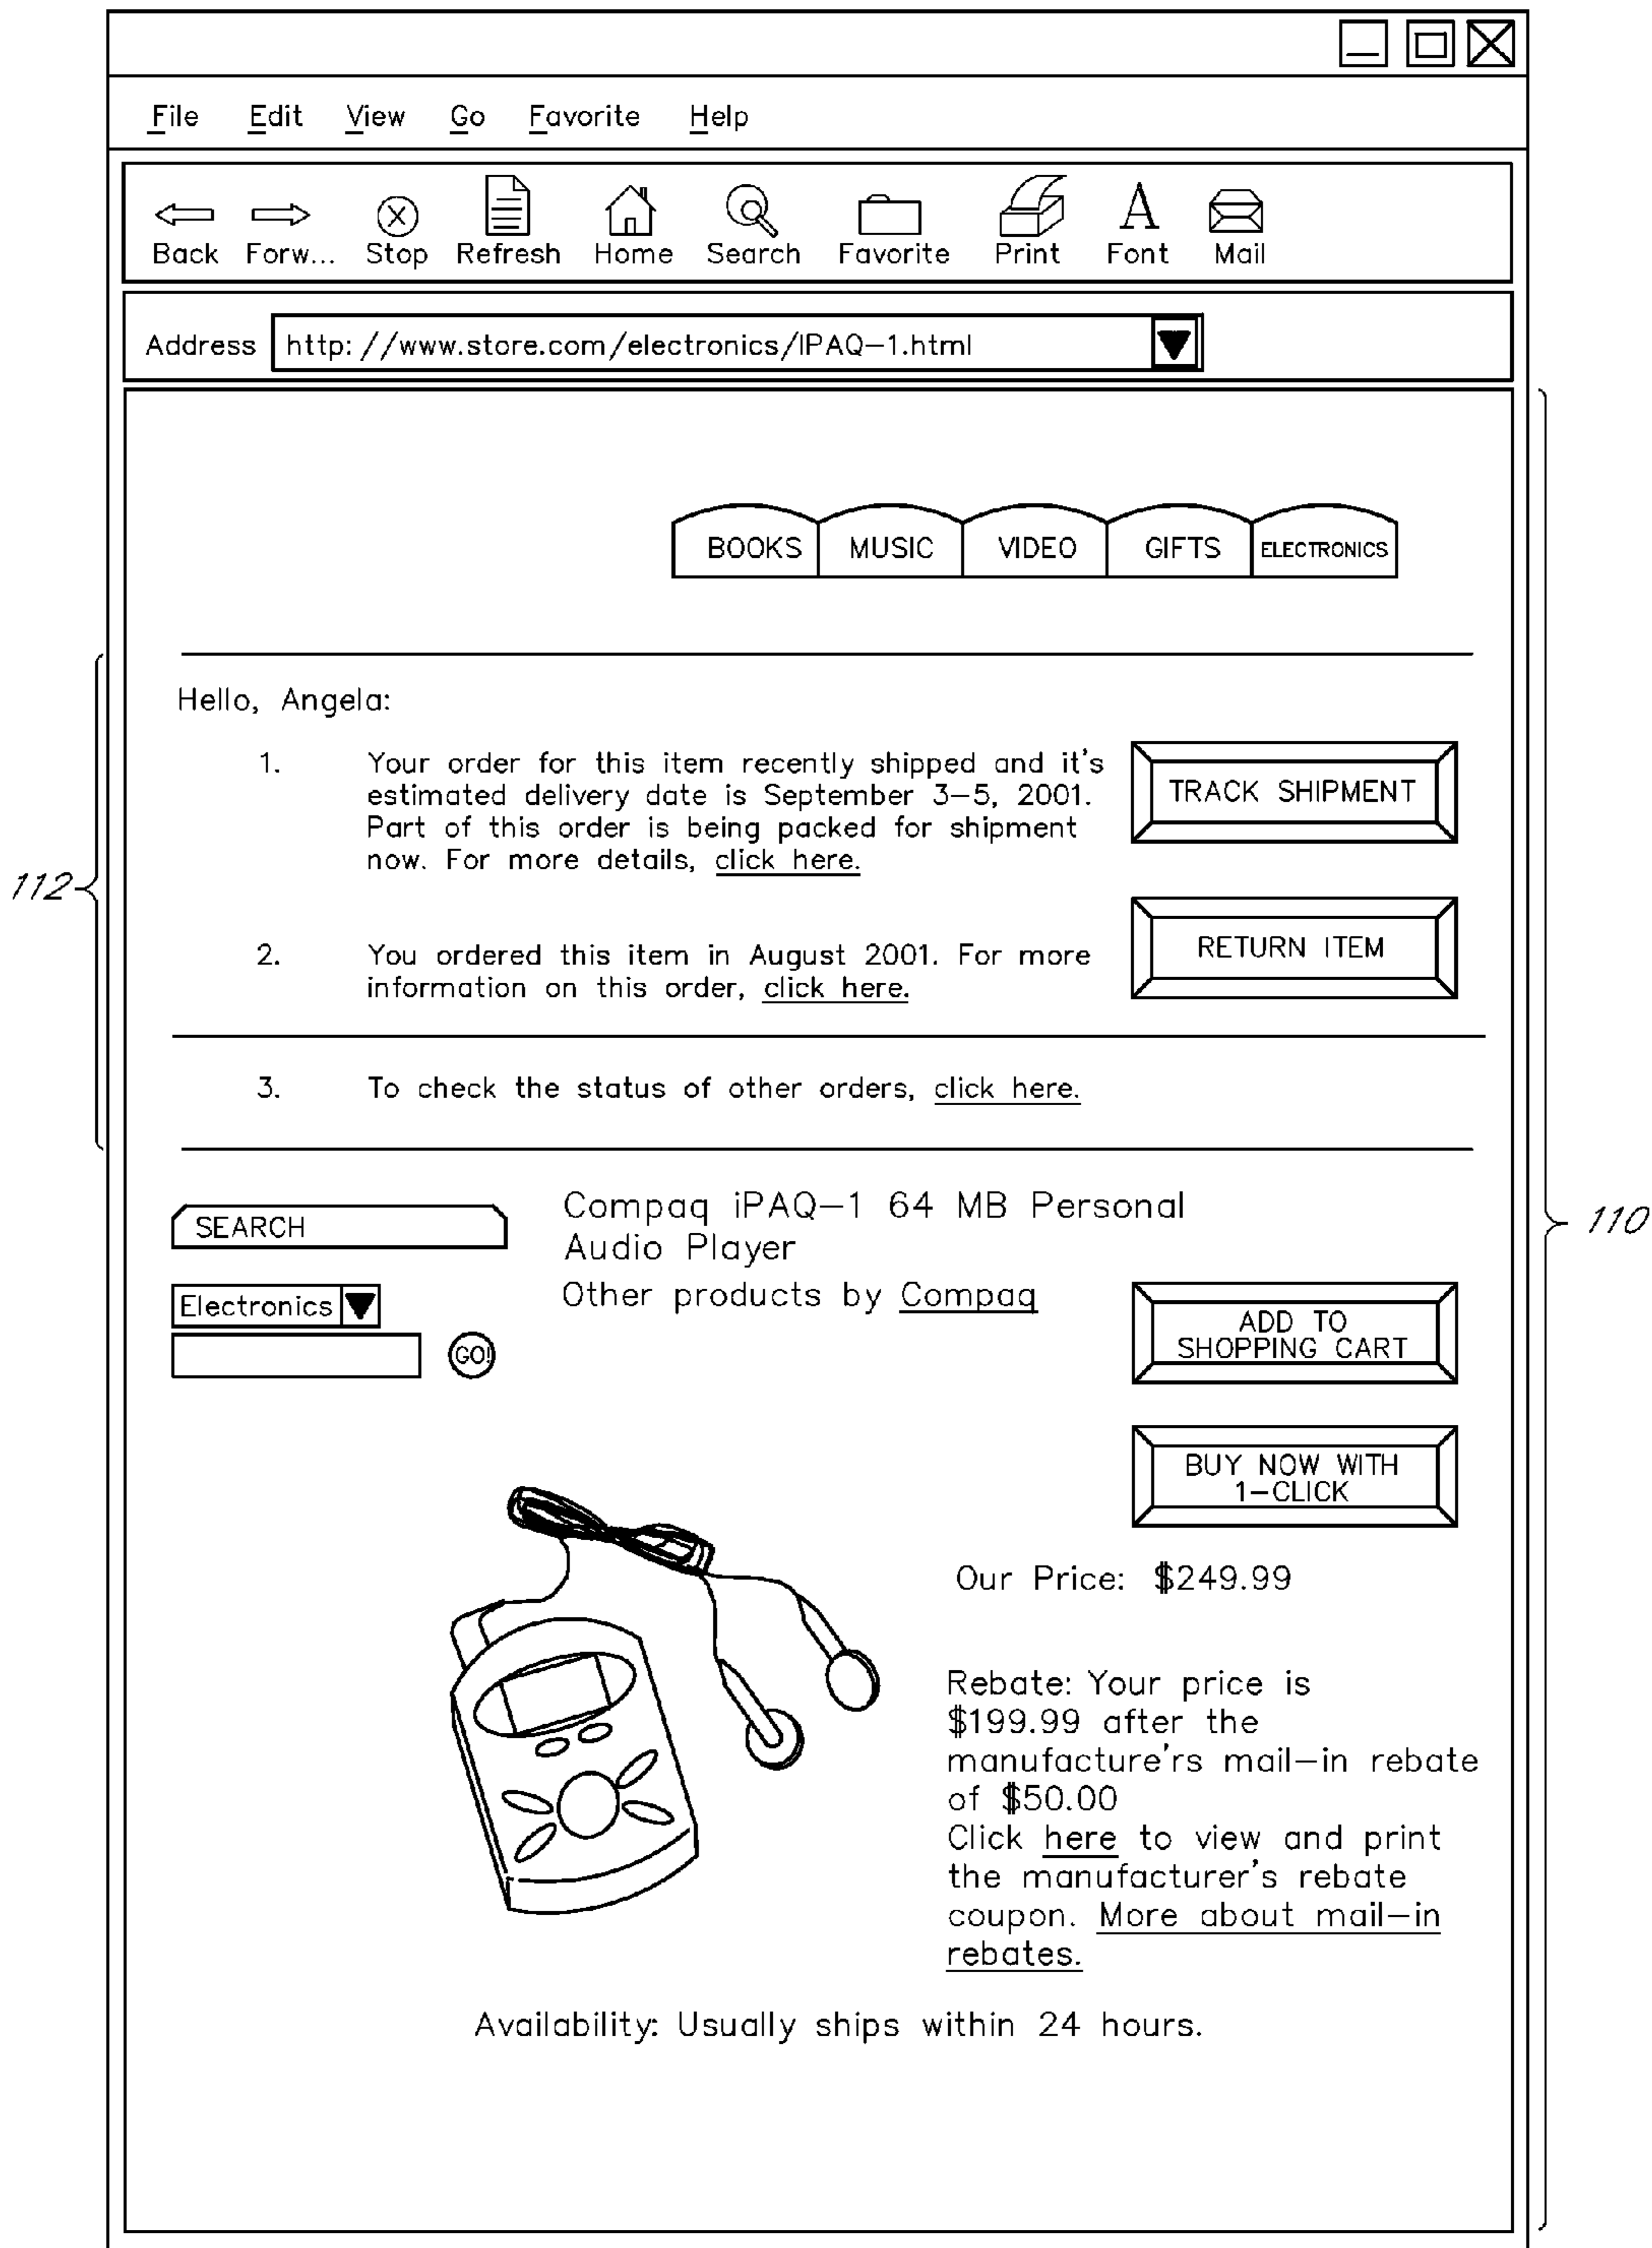 File Edit View Go Favorite Help
Back Forw... Stop Refresh Home Search Favorite Print Font Mail
Address http: //www.store.com/electronics/IPAQ-1.html
BOOKS MUSIC VIDEO GIFTS ELECTRONICS
Hello, Angela:
1. Your order for this item recently shipped and it's
estimated delivery date is September 3-5, 2001.
Part of this order is being packed for shipment
now. For more details, click here.
TRACK SHIPMENT
112
2. You ordered this item in August 2001. For more
information on this order, click here.
RETURN ITEM
3. To check the status of other orders, click here.
110
SEARCH
Electronics
GO!
Compaq iPAQ-1 64 MB Personal
Audio Player
Other products by Compaq
ADD TO
SHOPPING CART
BUY NOW WITH
1-CLICK
Our Price: $249.99
Rebate: Your price is
$199.99 after the
manufacture'rs mail-in rebate
of $50.00
Click here to view and print
the manufacturer's rebate
coupon. More about mail-in
rebates.
Availability: Usually ships within 24 hours.